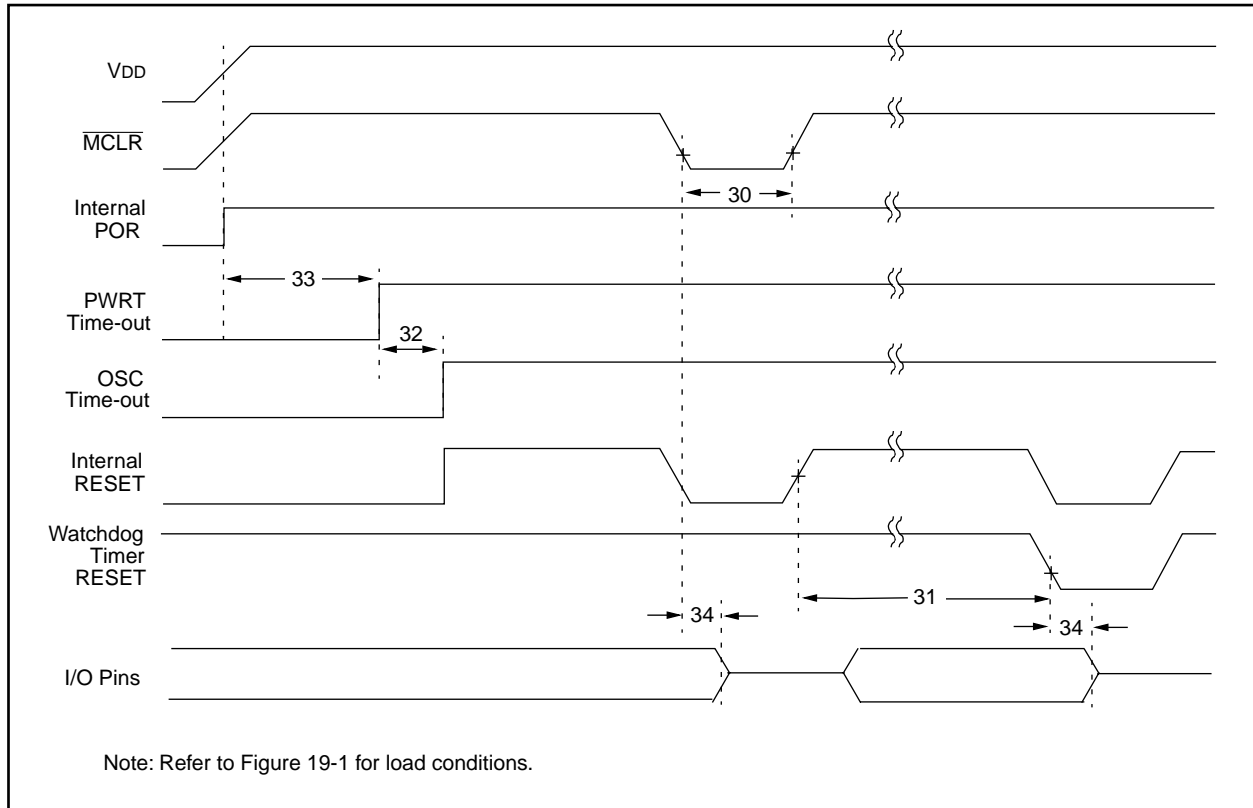 VDD
MCLR
30
Internal
POR
33
PWRT
Time-out
32
OSC
Time-out
Internal
RESET
Watchdog
Timer
RESET
31
34
34
I/O Pins
Note: Refer to Figure 19-1 for load conditions.